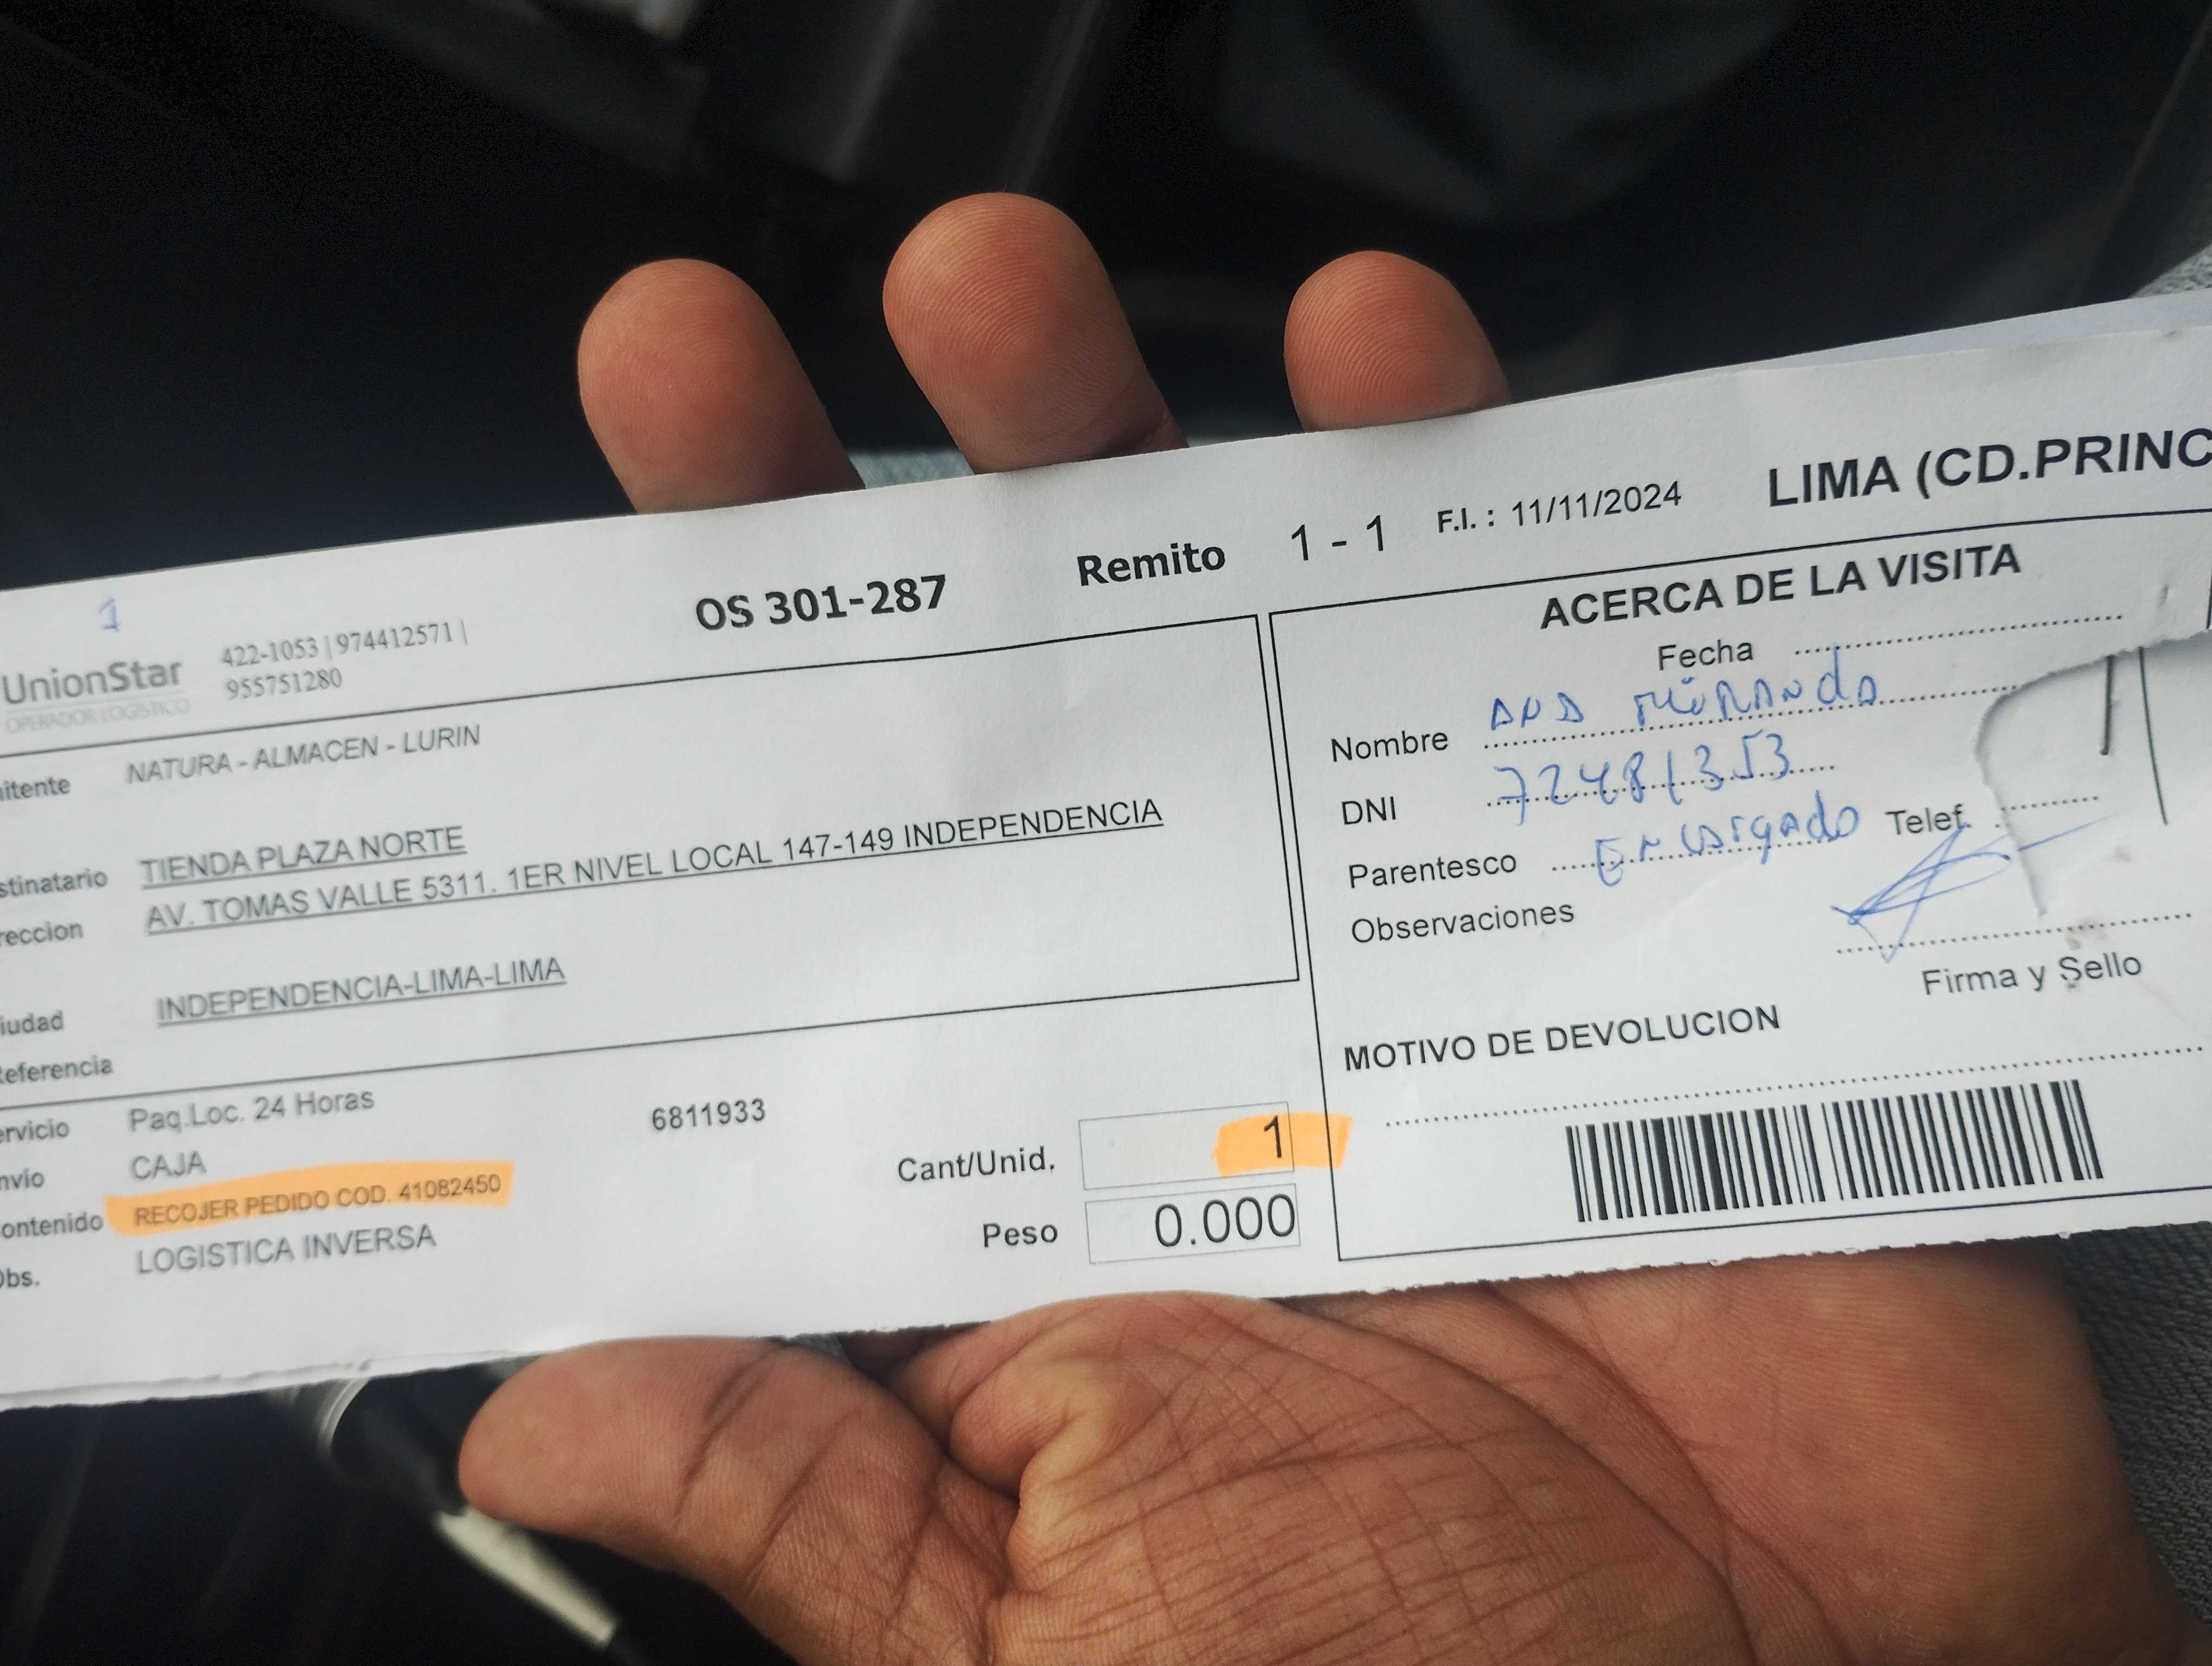 1
OS 301-287 Remito 1 - 1 F.I. : 11/11/2024 LIMA (CD.PRINC
UnionStar
OPERADOR LOGISTICO
422-1053 | 974412571 |
955751280
itente NATURA - ALMACEN - LURIN
stinatario TIENDA PLAZA NORTE
reccion AV. TOMAS VALLE 5311. 1ER NIVEL LOCAL 147-149 INDEPENDENCIA
iudad INDEPENDENCIA-LIMA-LIMA
eferencia
ervicio Paq.Loc. 24 Horas 6811933
nvío CAJA
ontenido RECOJER PEDIDO COD. 41082450
Obs. LOGISTICA INVERSA
Cant/Unid. 1
Peso 0.000
ACERCA DE LA VISITA
Fecha
Nombre ANA
DNI 72481353
Parentesco Encargado Telef.
Observaciones
Firma y Sello
MOTIVO DE DEVOLUCION